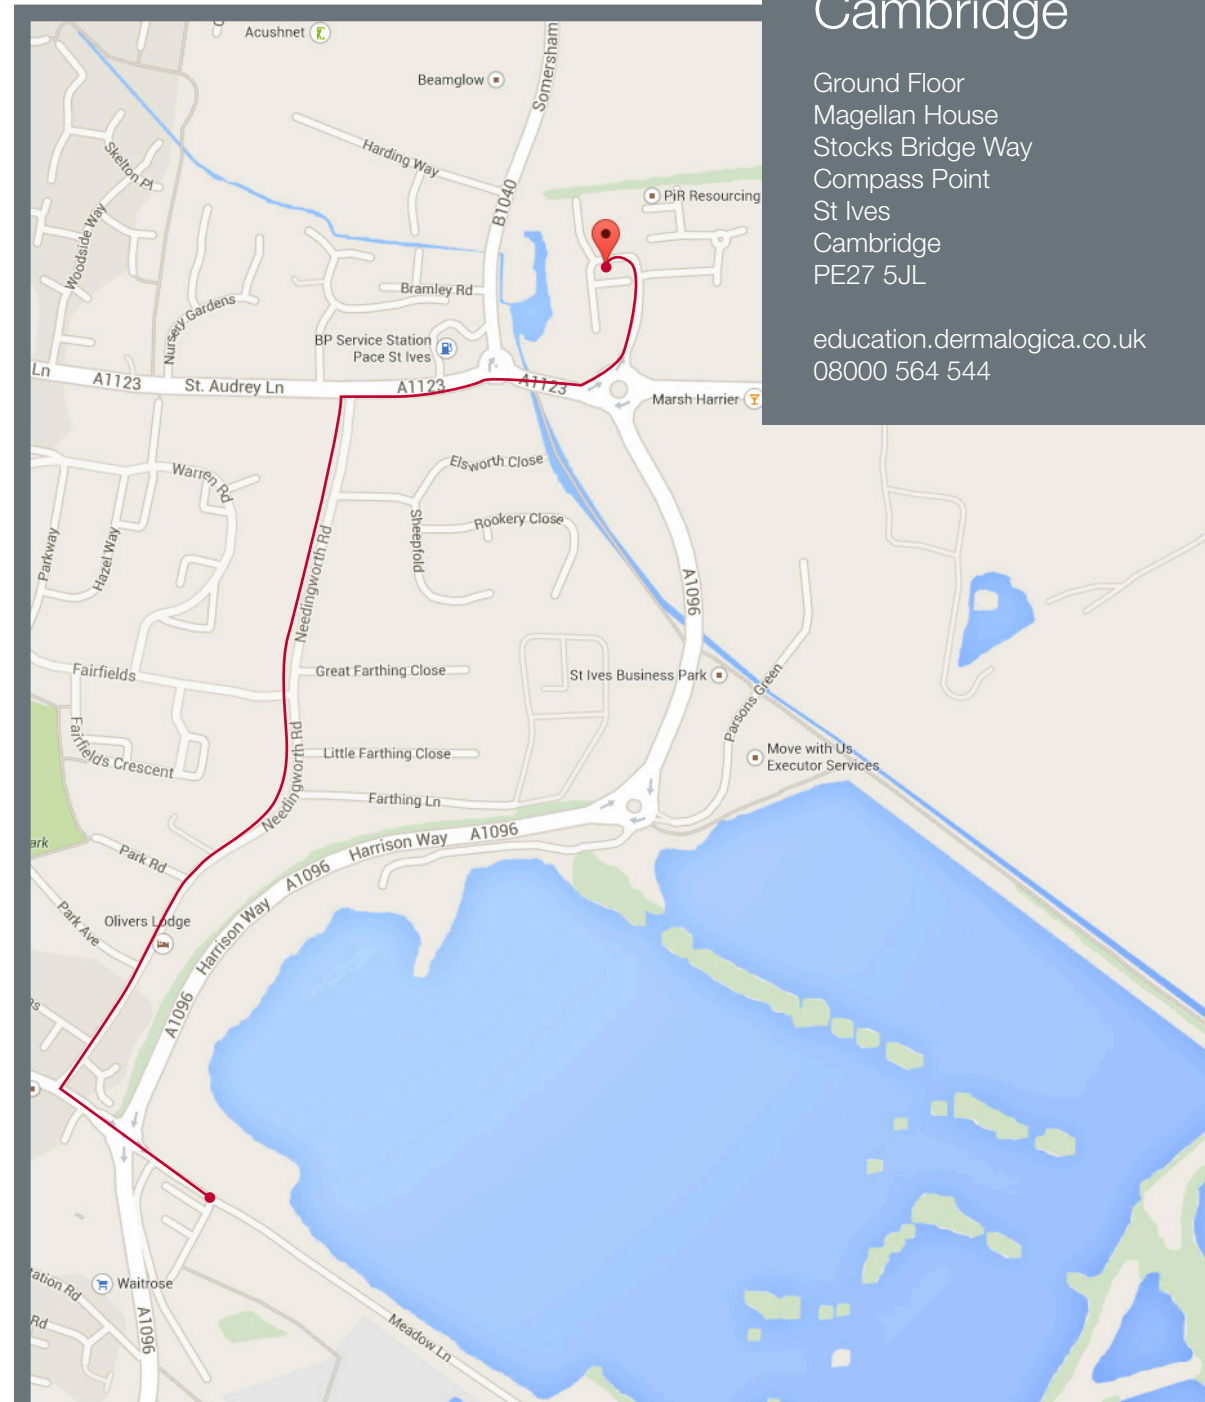 Cambridge
Ground Floor
Magellan House
Stocks Bridge Way
Compass Point
St Ives
Cambridge
PE27 5JL
education.dermalogica.co.uk
08000 564 544
Acushnet
Beamglow
Somersham
Harding Way
Skelton Pl
B1040
PiR Resourcing
Woodside Way
Bramley Rd
Nursery Gardens
BP Service Station
Pace St Ives
Ln
A1123
St. Audrey Ln
A1123
A1123
Marsh Harrier
Warren Rd
Elsworth Close
Sheepfold
Rookery Close
Parkway
Hazel Way
Needingworth Rd
A1096
Fairfields
Great Farthing Close
St Ives Business Park
Parsons Green
Fairfields Crescent
Needingworth Rd
Little Farthing Close
Move with Us
Executor Services
Farthing Ln
ark
Park Rd
Harrison Way
A1096
A1096
Park Ave
Olivers Lodge
Harrison Way
A1096
Waitrose
ation Rd
Rd
A1096
Meadow Ln